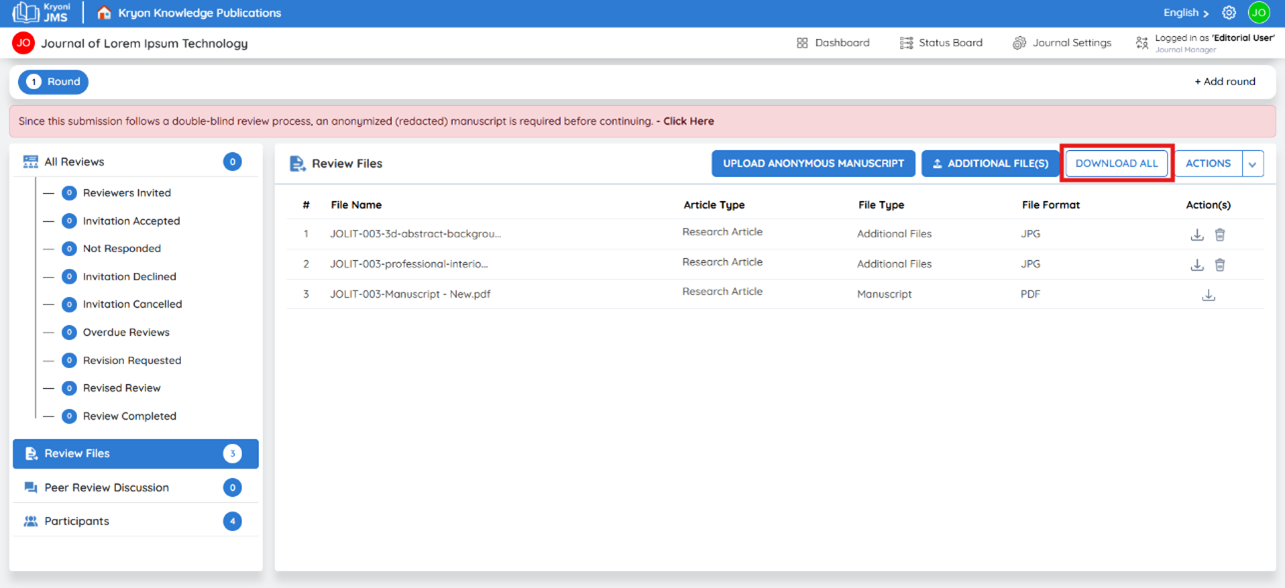 Kryoni JMS Kryon Knowledge Publications English JO
JO Journal of Lorem Ipsum Technology Dashboard Status Board Journal Settings Logged in as 'Editorial User'
Journal Manager
1 Round + Add round
Since this submission follows a double-blind review process, an anonymized (redacted) manuscript is required before continuing. - Click Here
All Reviews 0
0 Reviewers Invited
0 Invitation Accepted
0 Not Responded
0 Invitation Declined
0 Invitation Cancelled
0 Overdue Reviews
0 Revision Requested
0 Revised Review
0 Review Completed
Review Files 3
Peer Review Discussion 0
Participants 4
Review Files UPLOAD ANONYMOUS MANUSCRIPT ADDITIONAL FILE(S) DOWNLOAD ALL ACTIONS
# File Name Article Type File Type File Format Action(s)
1 JOLIT-003-3d-abstract-backgrou... Research Article Additional Files JPG
2 JOLIT-003-professional-interio... Research Article Additional Files JPG
3 JOLIT-003-Manuscript - New.pdf Research Article Manuscript PDF